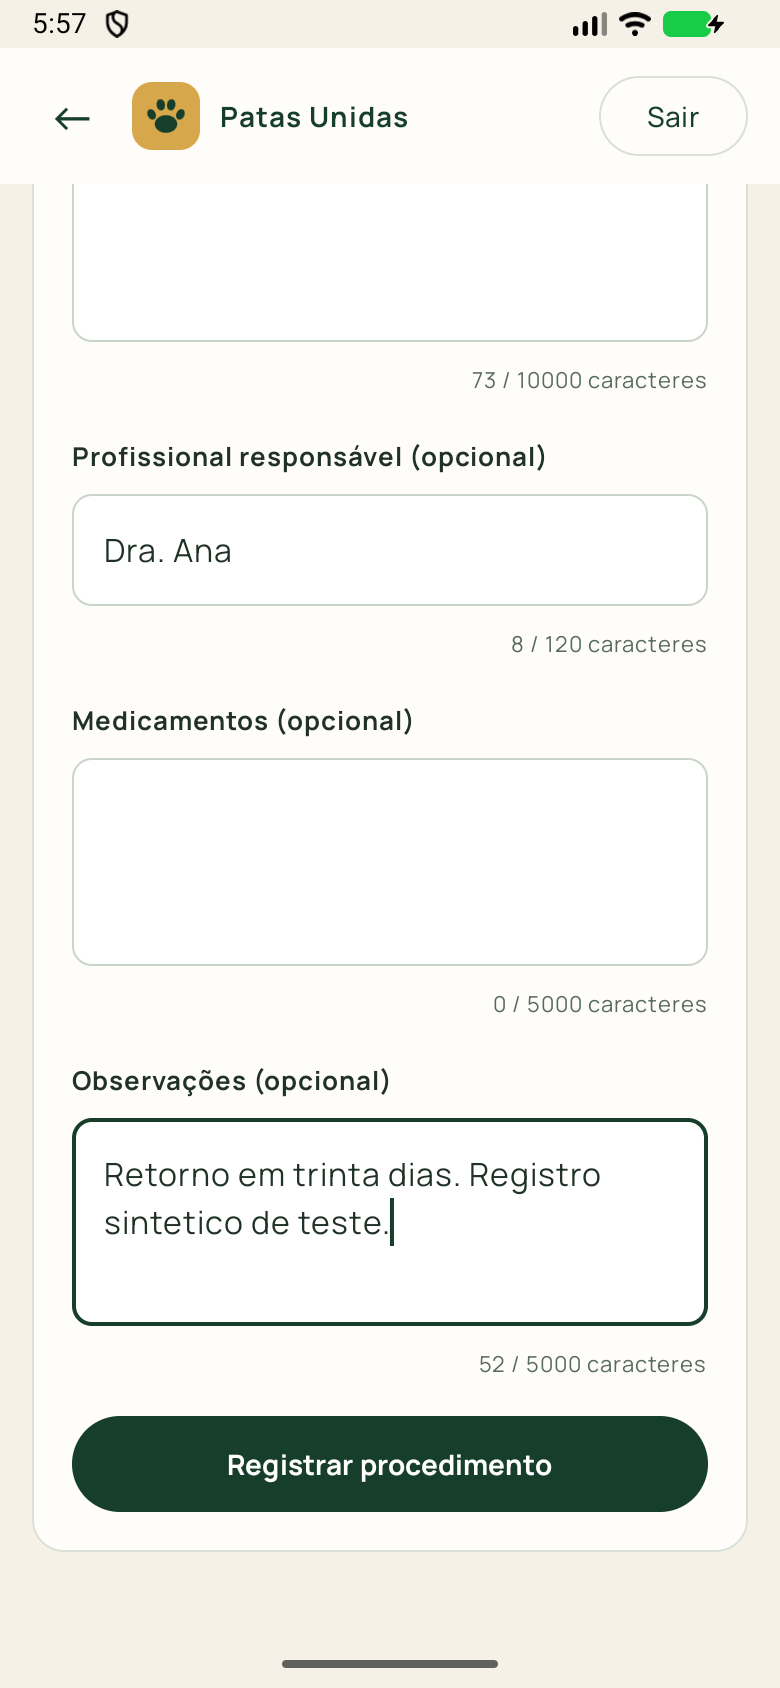 5:57
Patas Unidas
Sair
73 / 10000 caracteres
Profissional responsável (opcional)
Dra. Ana
8 / 120 caracteres
Medicamentos (opcional)
0 / 5000 caracteres
Observações (opcional)
Retorno em trinta dias. Registro
sintetico de teste.
52 / 5000 caracteres
Registrar procedimento